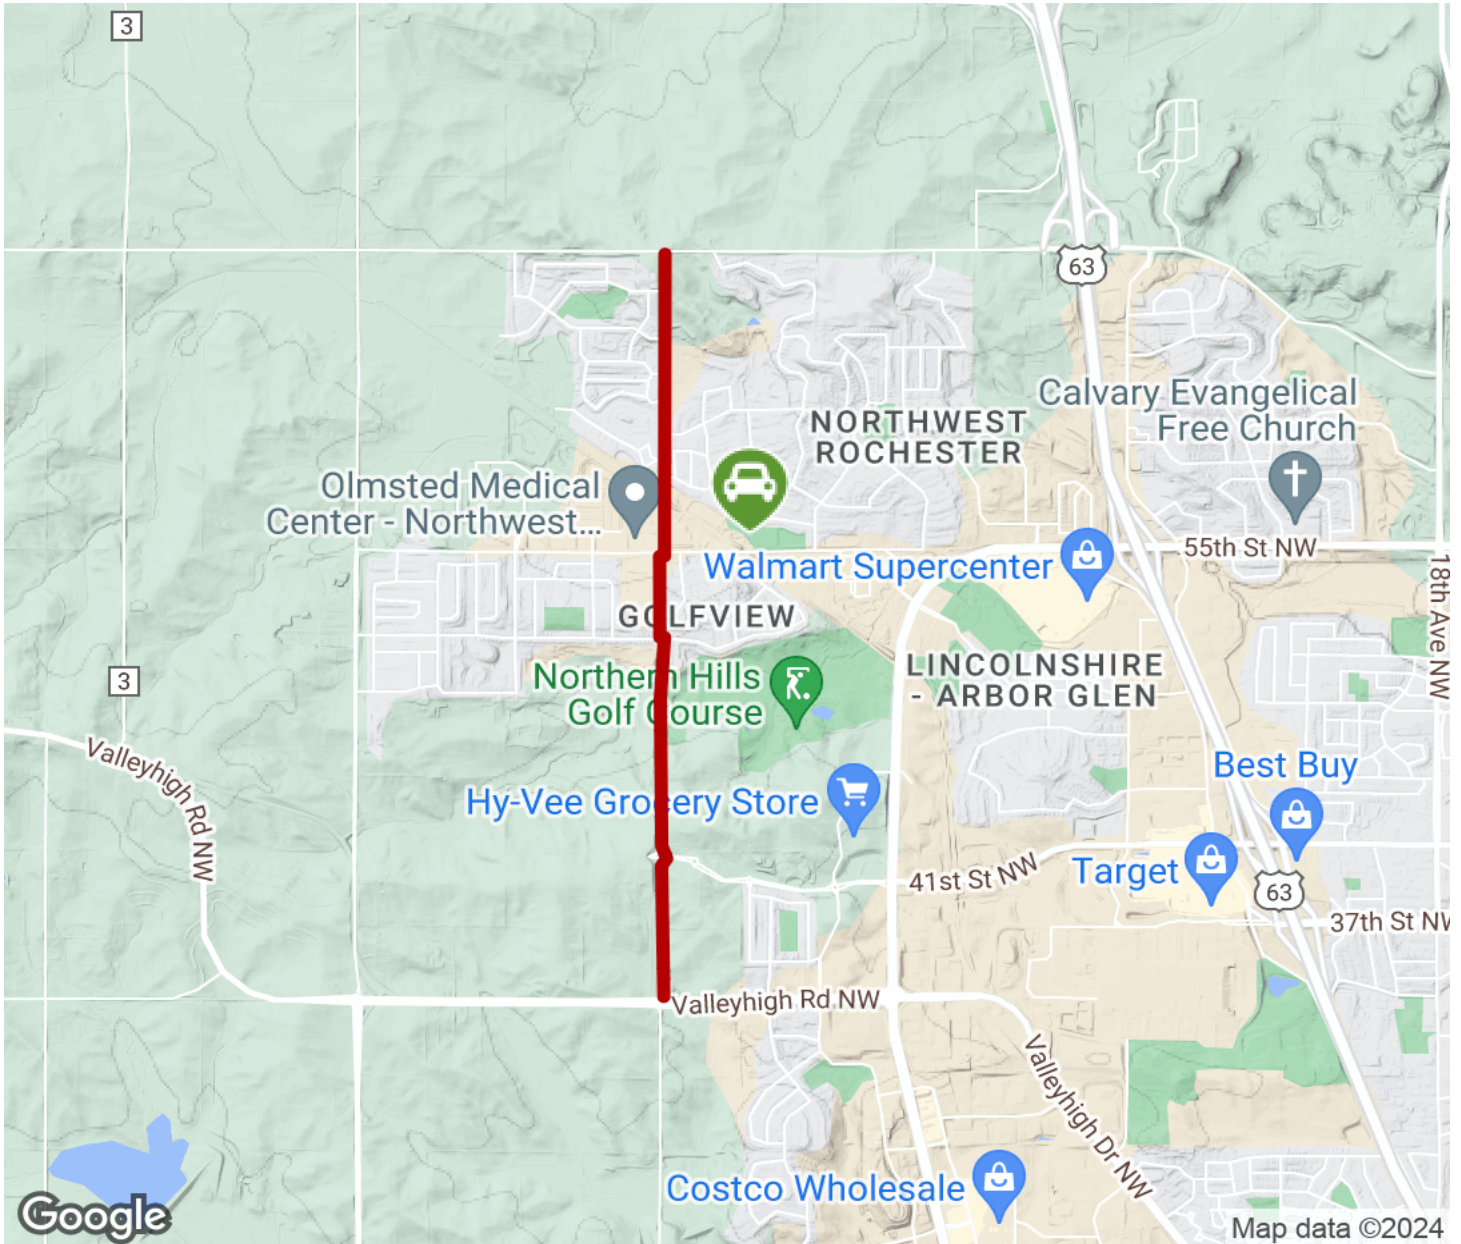 3
63
Calvary Evangelical
Free Church
NORTHWEST
ROCHESTER
Olmsted Medical
Center - Northwest...
55th St NW
Walmart Supercenter
18th Ave NW
GOLFVIEW
LINCOLNSHIRE
- ARBOR GLEN
Northern Hills
Golf Course
3
Valleyhigh Rd NW
Best Buy
Hy-Vee Grocery Store
Target
41st St NW
63
37th St NW
Valleyhigh Rd NW
Valleyhigh Dr NW
Costco Wholesale
Google
Map data ©2024